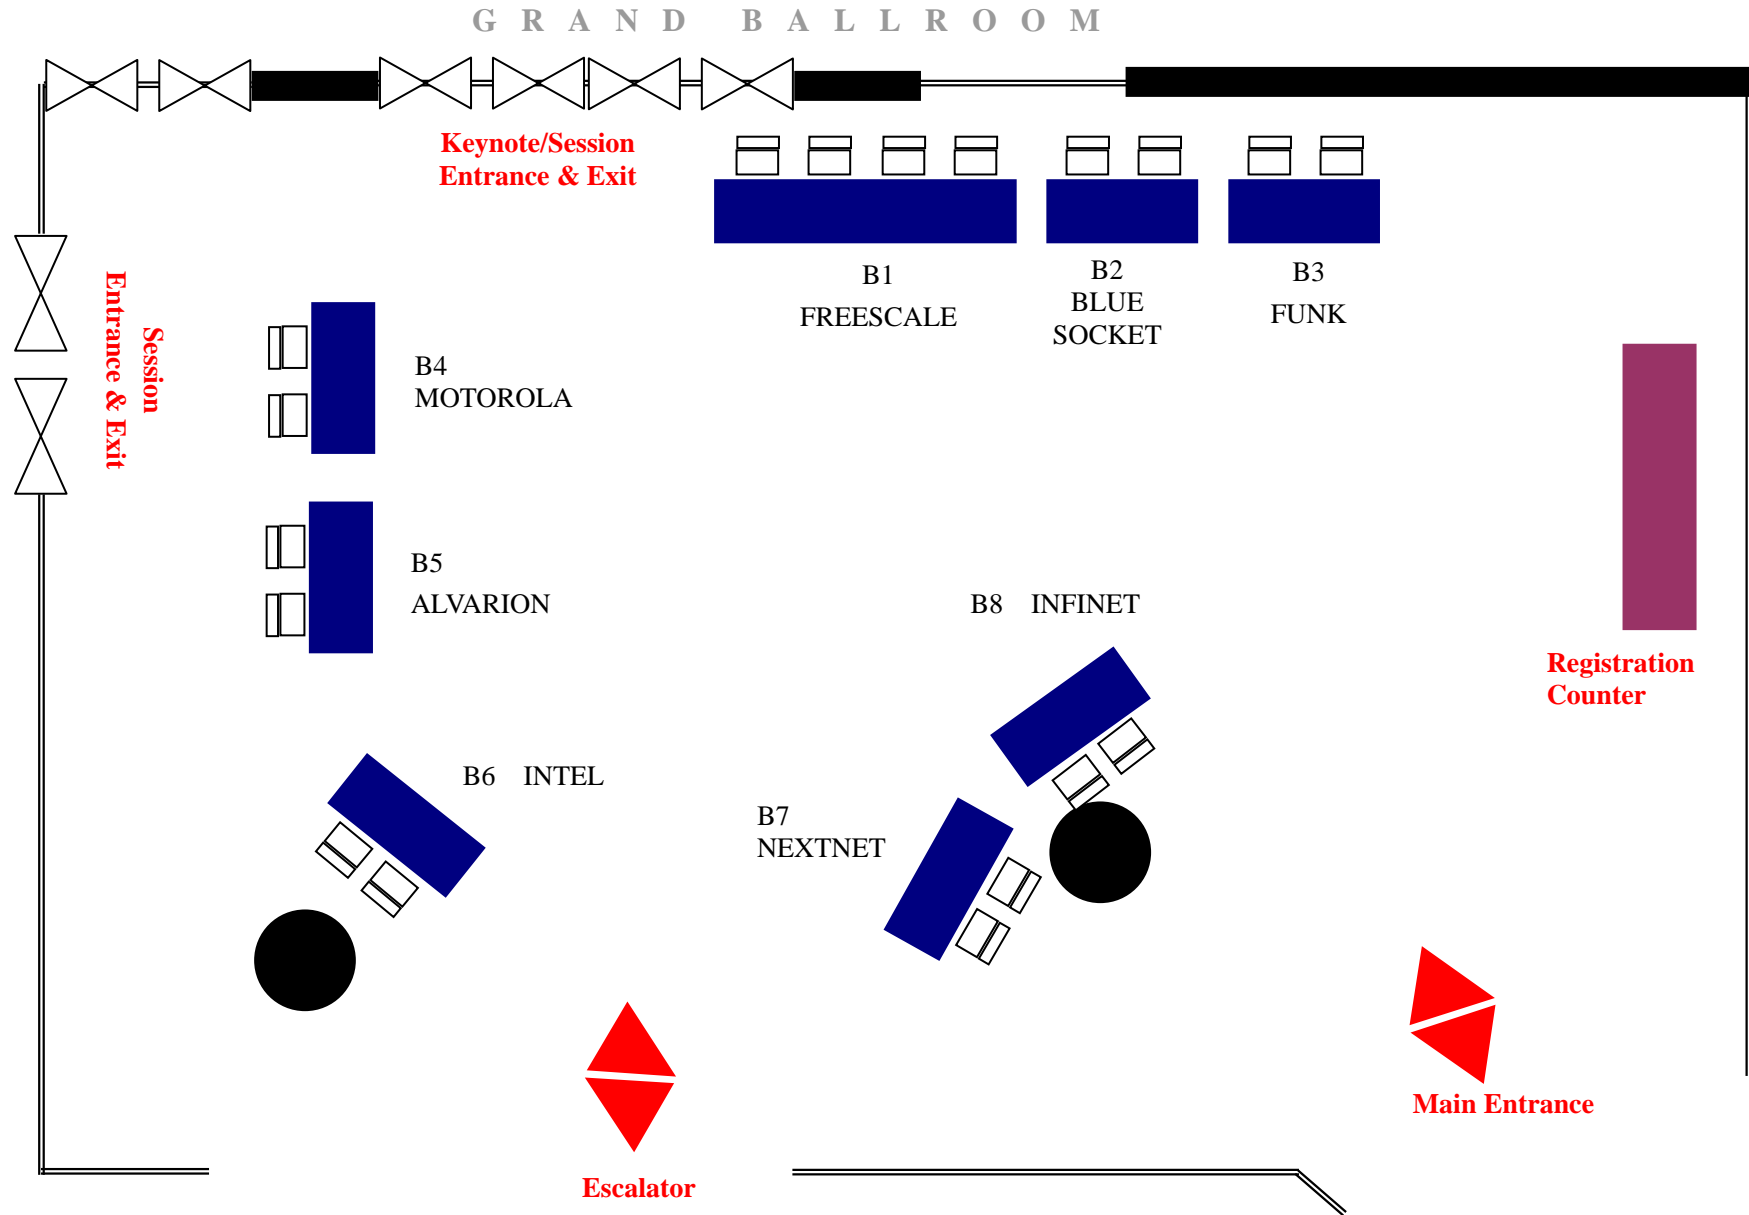 GRAND BALLROOM
Keynote/Session
Entrance & Exit
B1
FREESCALE
B2
BLUE
SOCKET
B3
FUNK
Session
Entrance & Exit
B4
MOTOROLA
B5
ALVARION
B8 INFINET
Registration
Counter
B6 INTEL
B7
NEXTNET
Main Entrance
Escalator